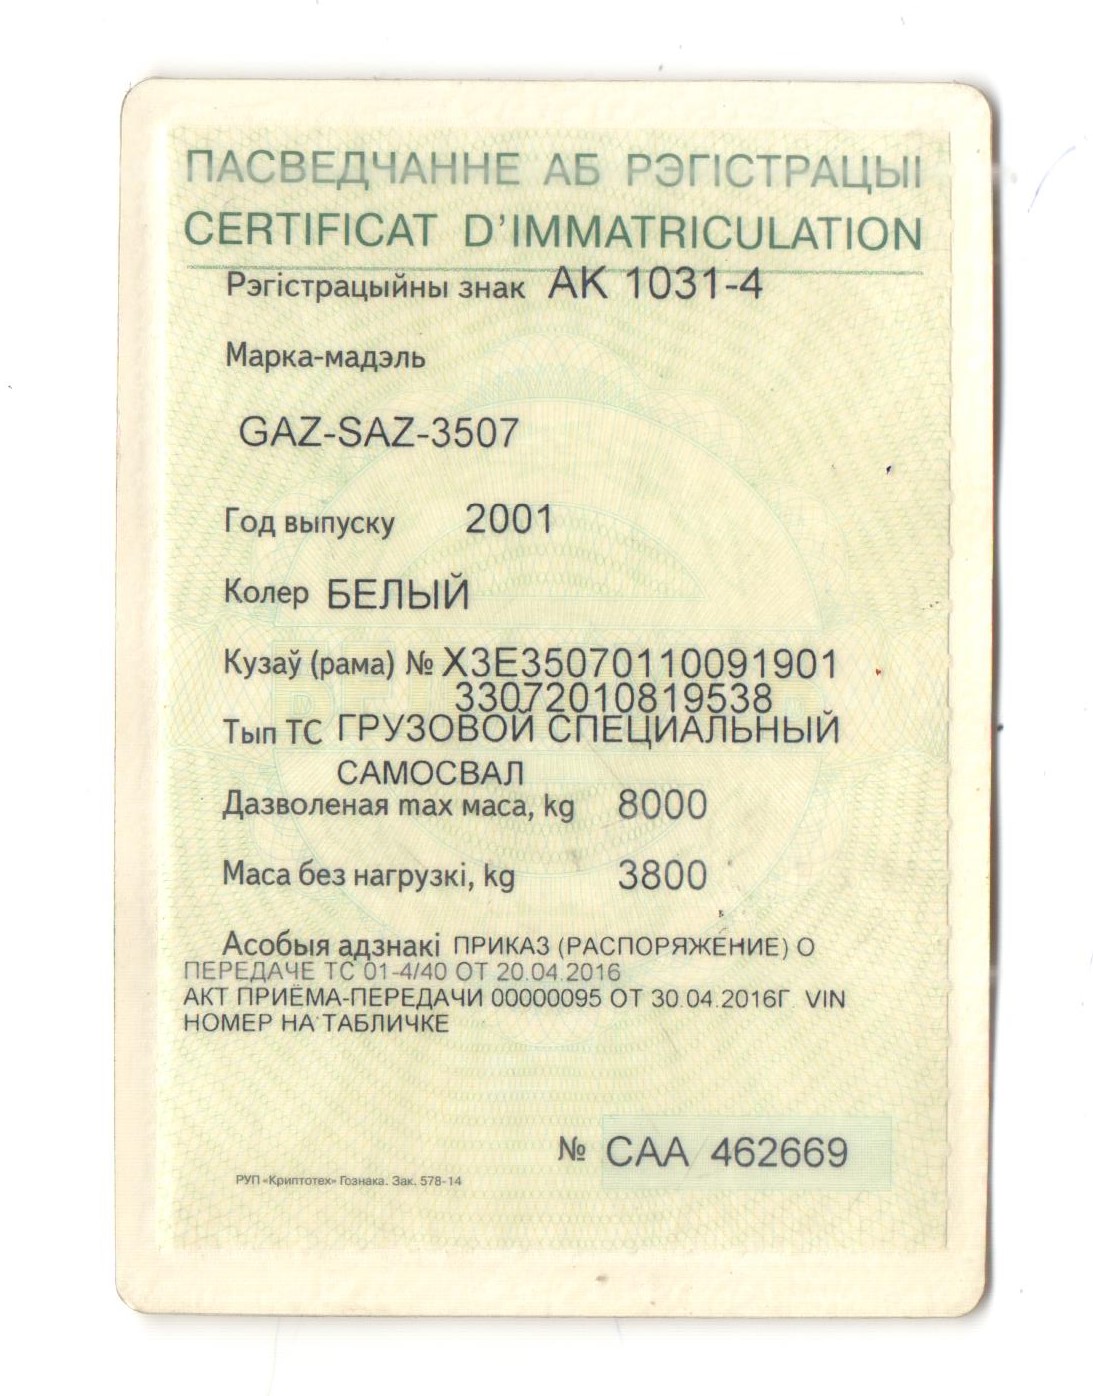 ПАСВЕДЧАННЕ АБ РЭГІСТРАЦЫІ
CERTIFICAT D'IMMATRICULATION
Рэгістрацыйны знак АК 1031-4
Марка-мадэль
GAZ-SAZ-3507
Год выпуску 2001
Колер БЕЛЫЙ
Кузаў (рама) № X3E35070110091901
33072010819538
Тып ТС ГРУЗОВОЙ СПЕЦИАЛЬНЫЙ
САМОСВАЛ
Дазволеная max маса, kg 8000
Маса без нагрузкі, kg 3800
Асобыя адзнакі ПРИКАЗ (РАСПОРЯЖЕНИЕ) О
ПЕРЕДАЧЕ ТС 01-4/40 ОТ 20.04.2016
АКТ ПРИЁМА-ПЕРЕДАЧИ 00000095 ОТ 30.04.2016Г. VIN
НОМЕР НА ТАБЛИЧКЕ
№ САА 462669
РУП «Криптотех» Гознака. Зак. 578-14